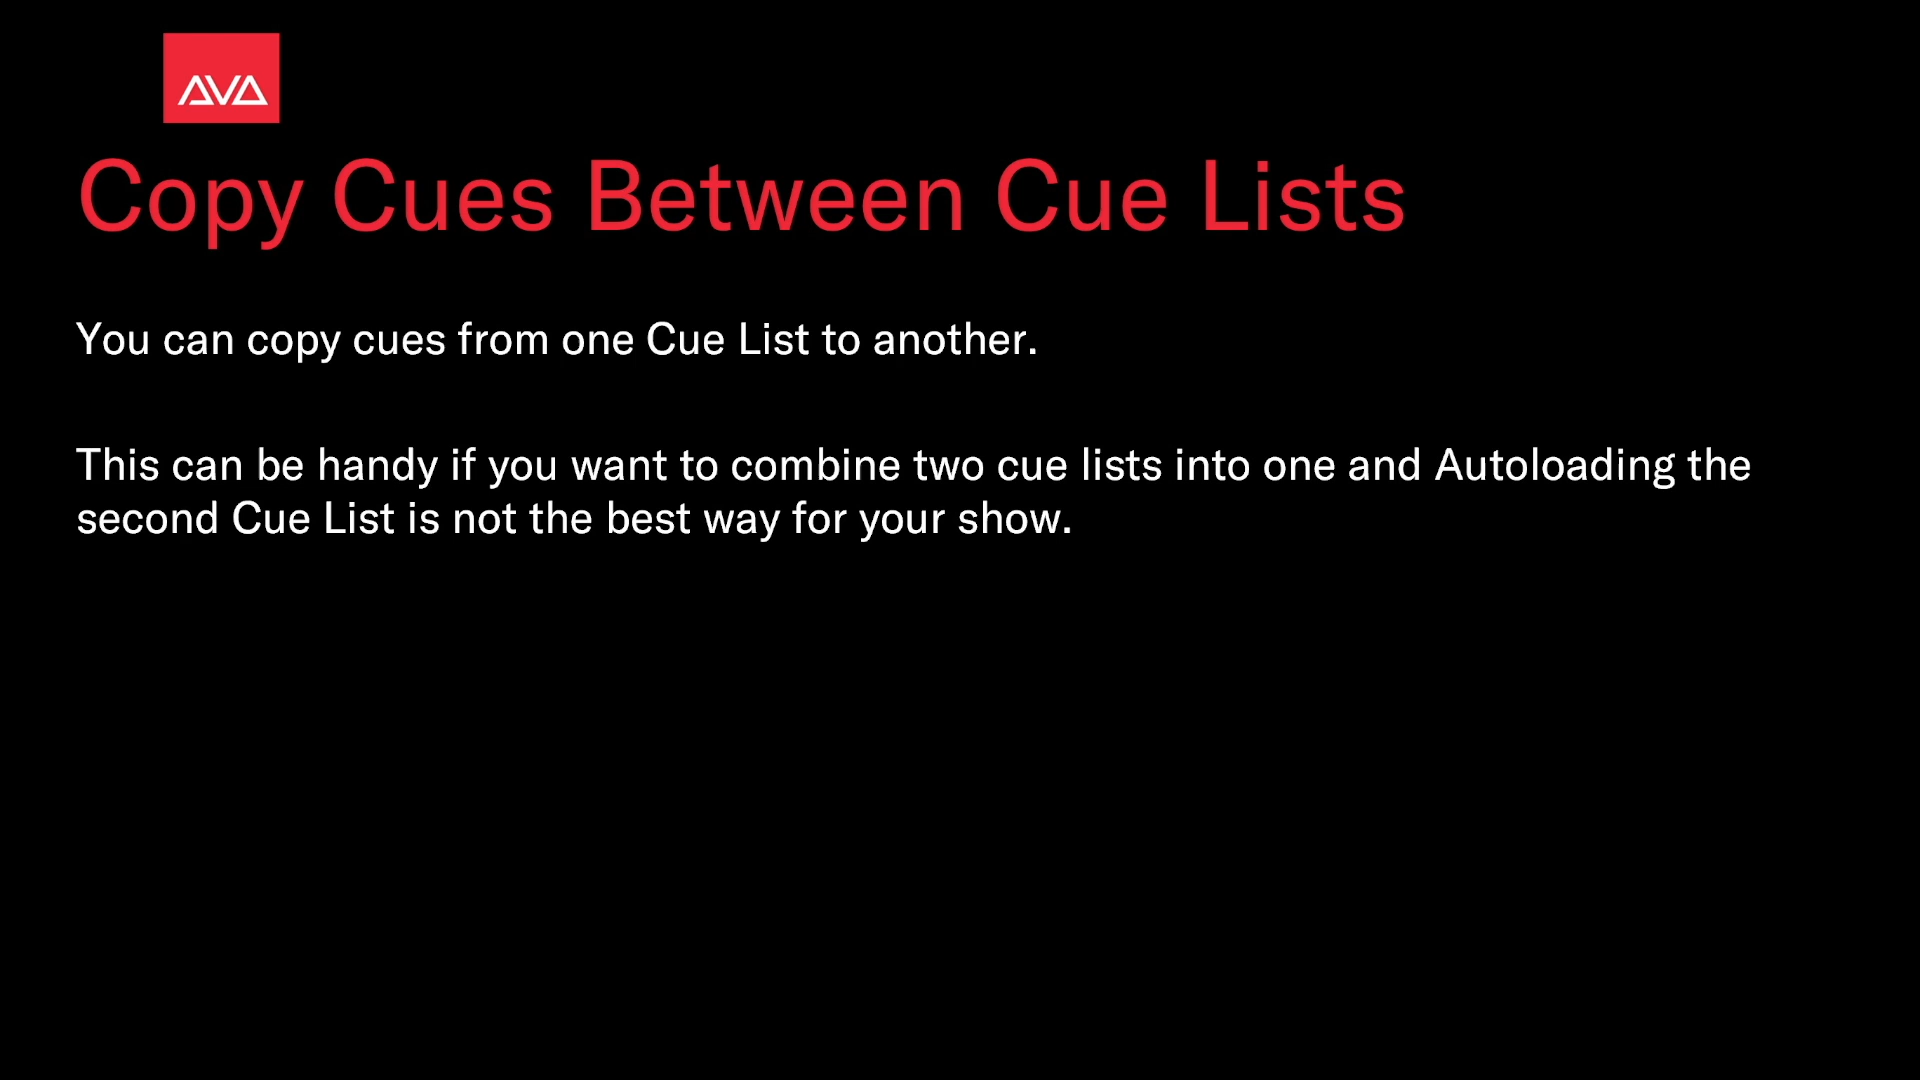 AVA
Copy Cues Between Cue Lists
You can copy cues from one Cue List to another.
This can be handy if you want to combine two cue lists into one and Autoloading the
second Cue List is not the best way for your show.